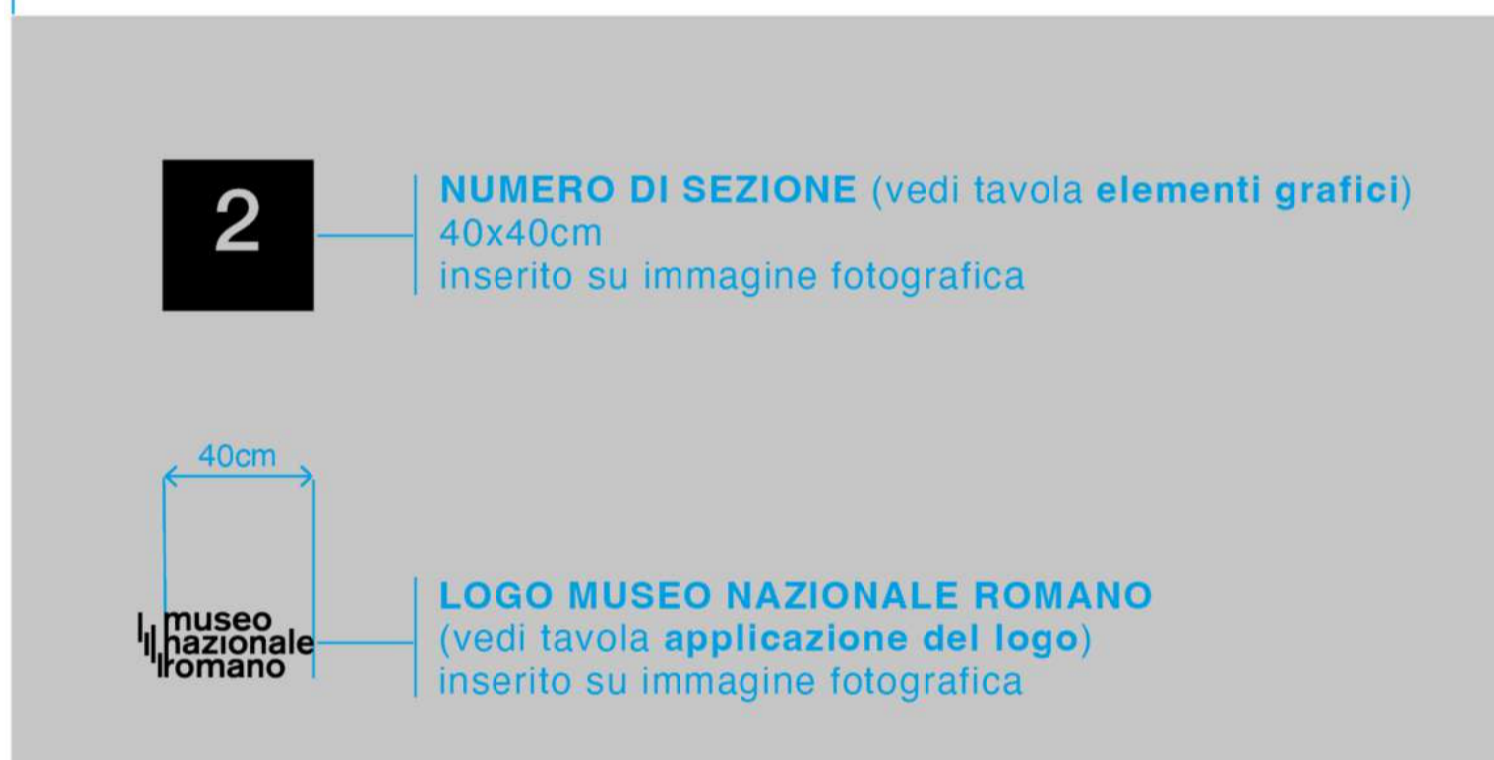 2
NUMERO DI SEZIONE (vedi tavola elementi grafici)
40x40cm
inserito su immagine fotografica
40cm
museo
nazionale
romano
LOGO MUSEO NAZIONALE ROMANO
(vedi tavola applicazione del logo)
inserito su immagine fotografica